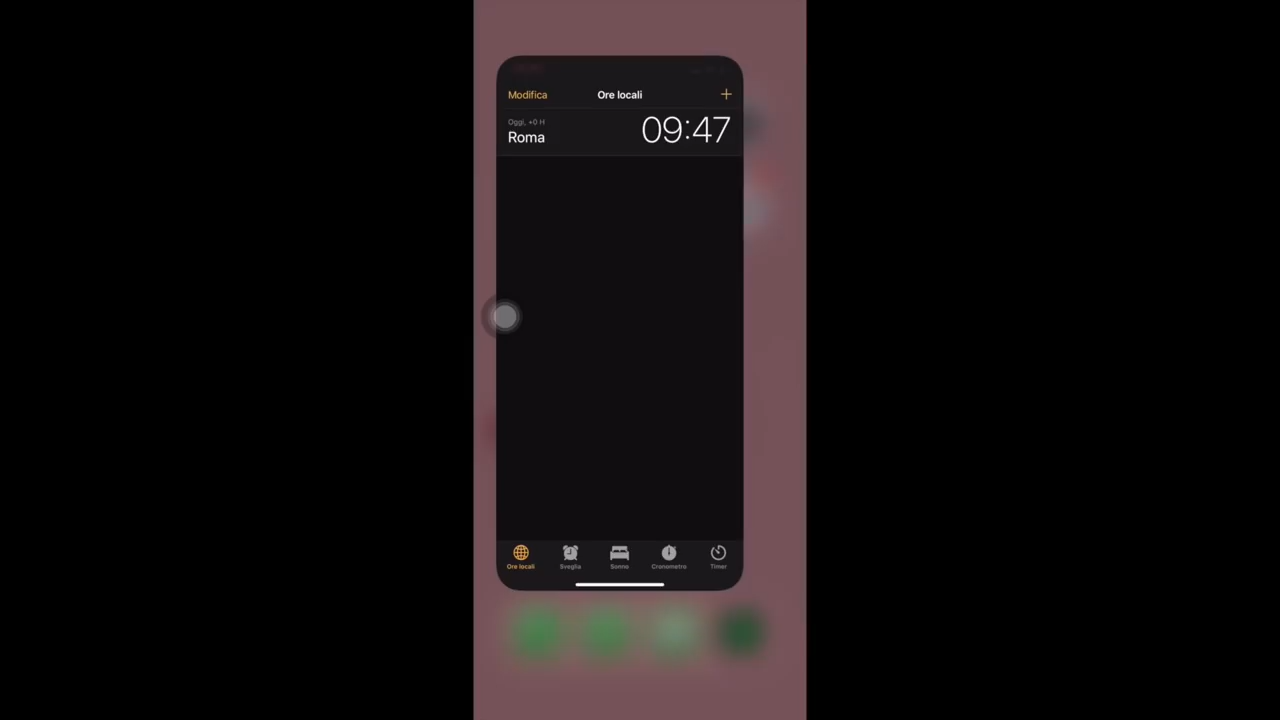 Modifica Ore locali +
Oggi, +0 H
Roma 09:47
Ore locali Sveglia Sonno Cronometro Timer